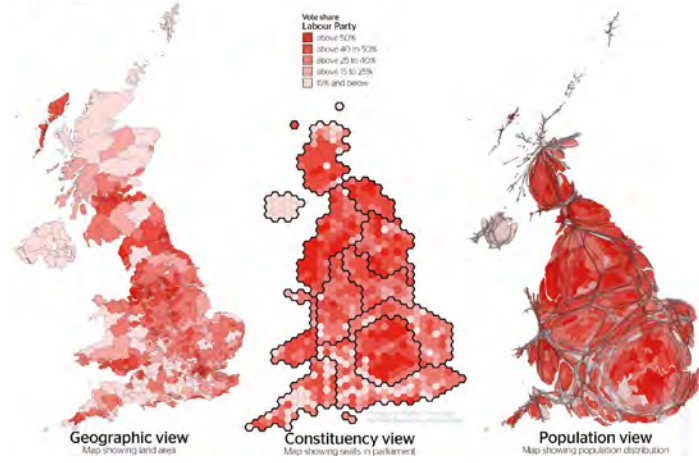 Vote share
Labour Party
above 50%
above 40 to 50%
above 25 to 40%
above 15 to 25%
15% and below
Geographic view
Map showing land area
Constituency view
Map showing seats in parliament
Population view
Map showing population distribution